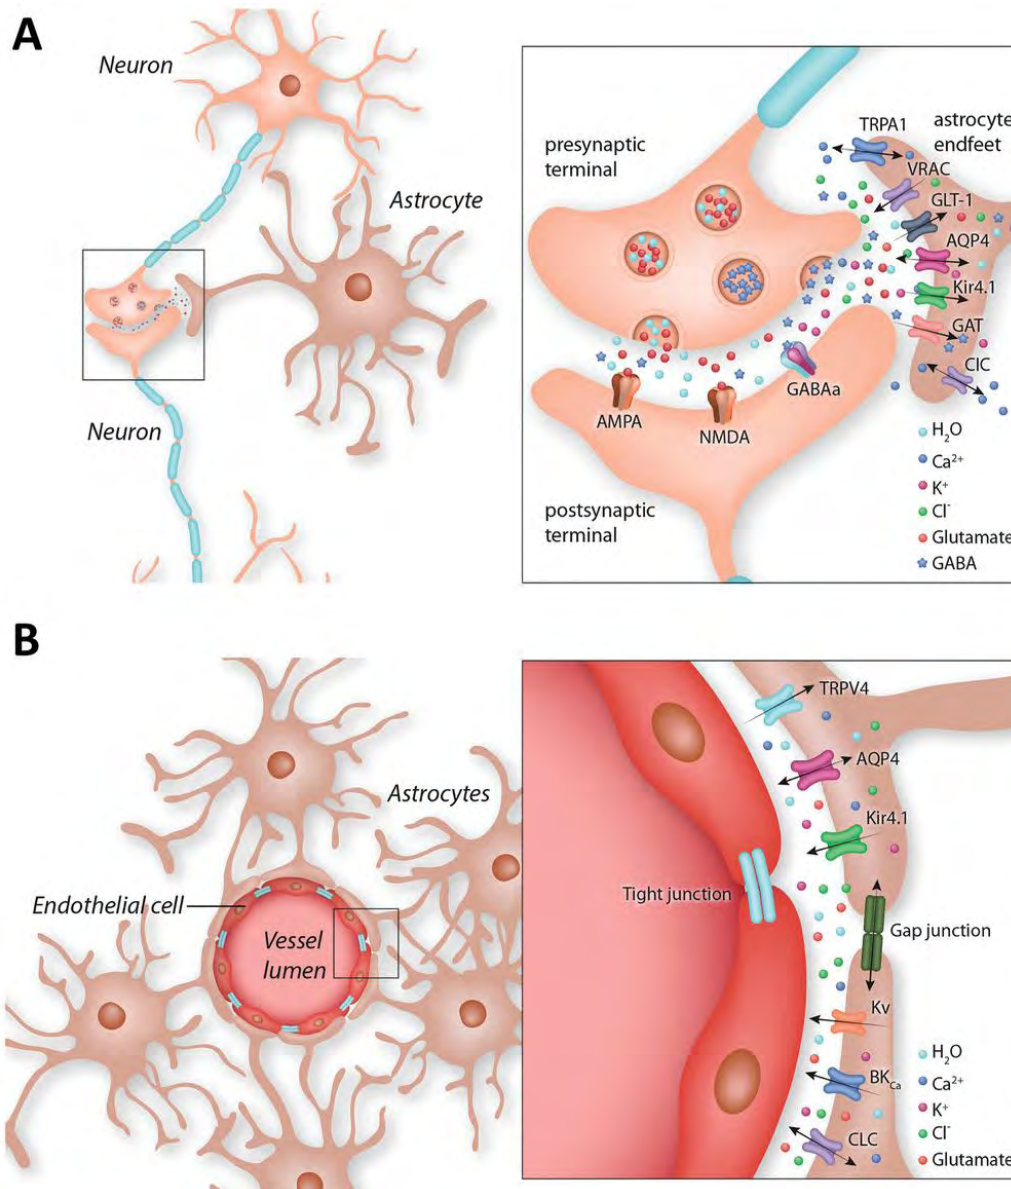 A
Neuron
Astrocyte
Neuron
presynaptic
terminal
TRPA1
astrocyte
endfeet
VRAC
GLT-1
AQP4
Kir4.1
GAT
ClC
GABAa
AMPA
NMDA
postsynaptic
terminal
H₂O
Ca²⁺
K⁺
Cl⁻
Glutamate
GABA
B
Astrocytes
Endothelial cell
Vessel
lumen
TRPV4
AQP4
Kir4.1
Tight junction
Gap junction
Kv
BKCa
CLC
H₂O
Ca²⁺
K⁺
Cl⁻
Glutamate